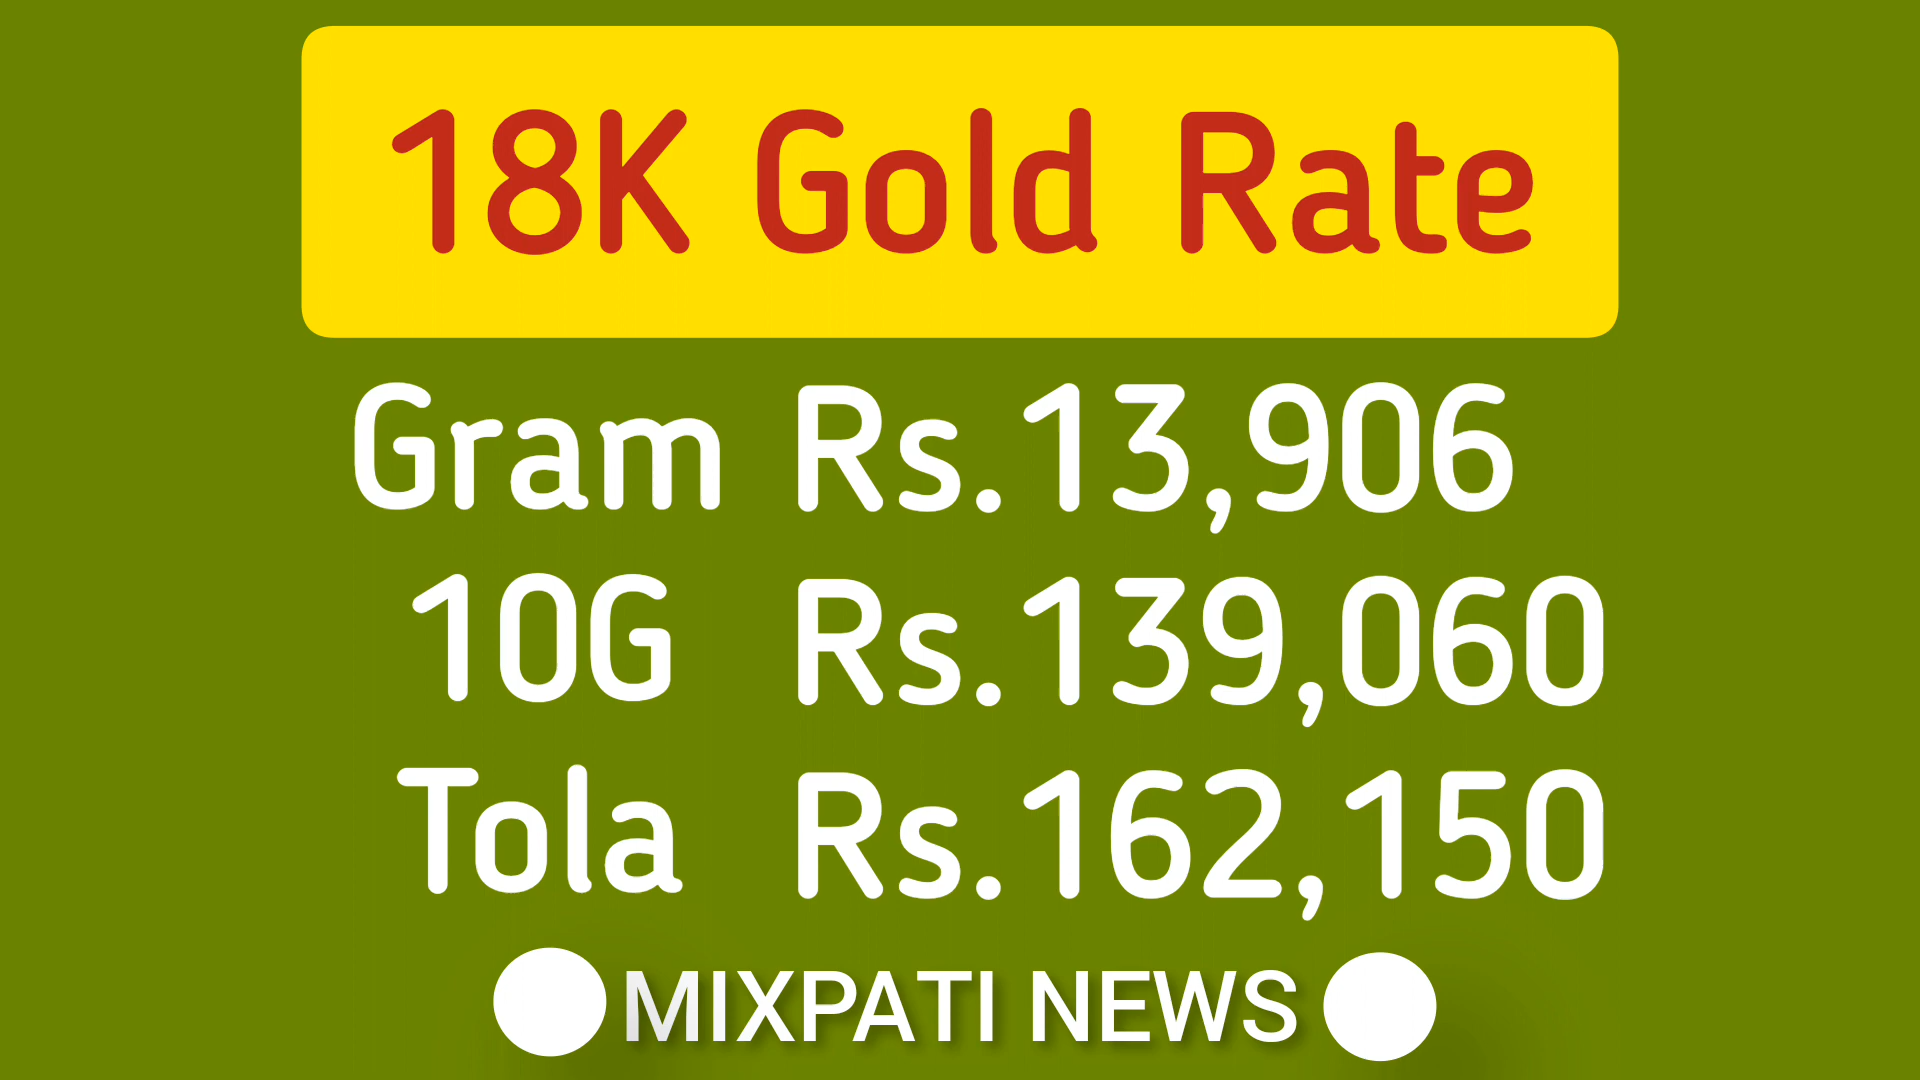 18K Gold Rate
Gram Rs.13,906
10G Rs.139,060
Tola Rs.162,150
MIXPATI NEWS